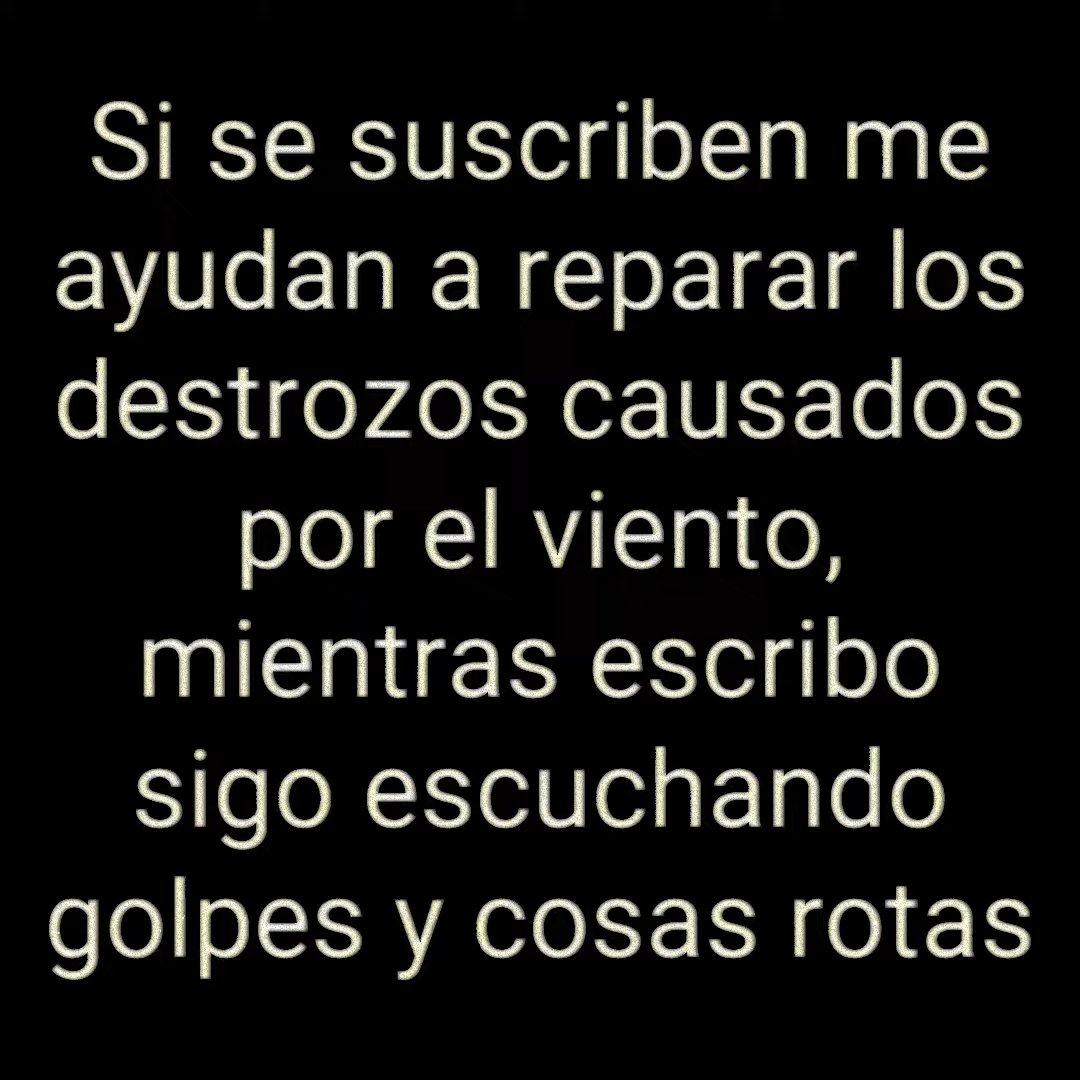 Si se suscriben me
ayudan a reparar los
destrozos causados
por el viento,
mientras escribo
sigo escuchando
golpes y cosas rotas